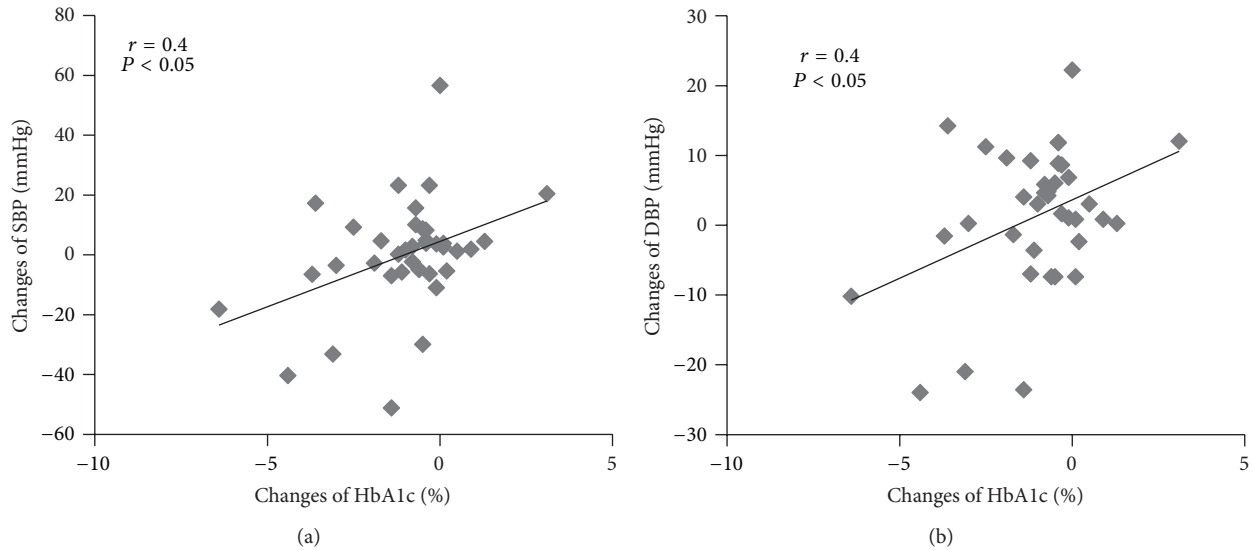 80
60
40
20
0
−20
−40
−60
r = 0.4
P < 0.05
Changes of SBP (mmHg)
−10
−5
0
5
Changes of HbA1c (%)
(a)
30
20
10
0
−10
−20
−30
r = 0.4
P < 0.05
Changes of DBP (mmHg)
−10
−5
0
5
Changes of HbA1c (%)
(b)